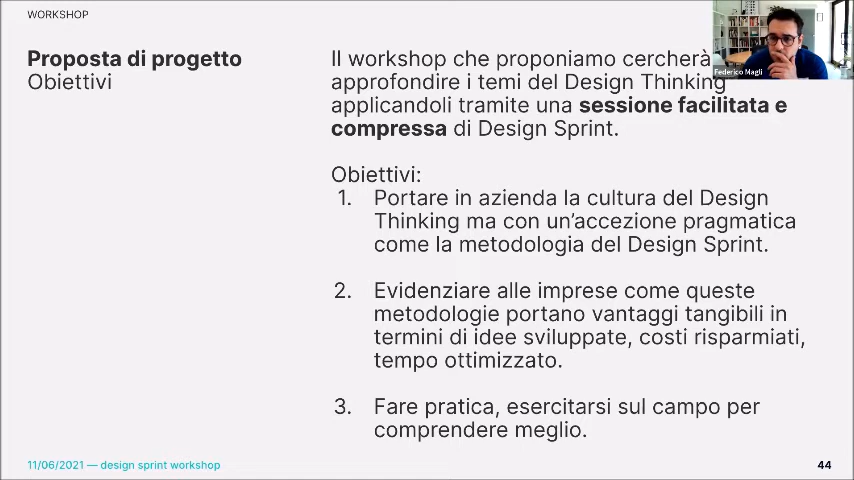 WORKSHOP
Proposta di progetto
Obiettivi
Il workshop che proponiamo cercherà
approfondire i temi del Design Thinking
applicandoli tramite una sessione facilitata e
compressa di Design Sprint.
Obiettivi:
1. Portare in azienda la cultura del Design
Thinking ma con un’accezione pragmatica
come la metodologia del Design Sprint.
2. Evidenziare alle imprese come queste
metodologie portano vantaggi tangibili in
termini di idee sviluppate, costi risparmiati,
tempo ottimizzato.
3. Fare pratica, esercitarsi sul campo per
comprendere meglio.
Federico Magli
11/06/2021 — design sprint workshop
44